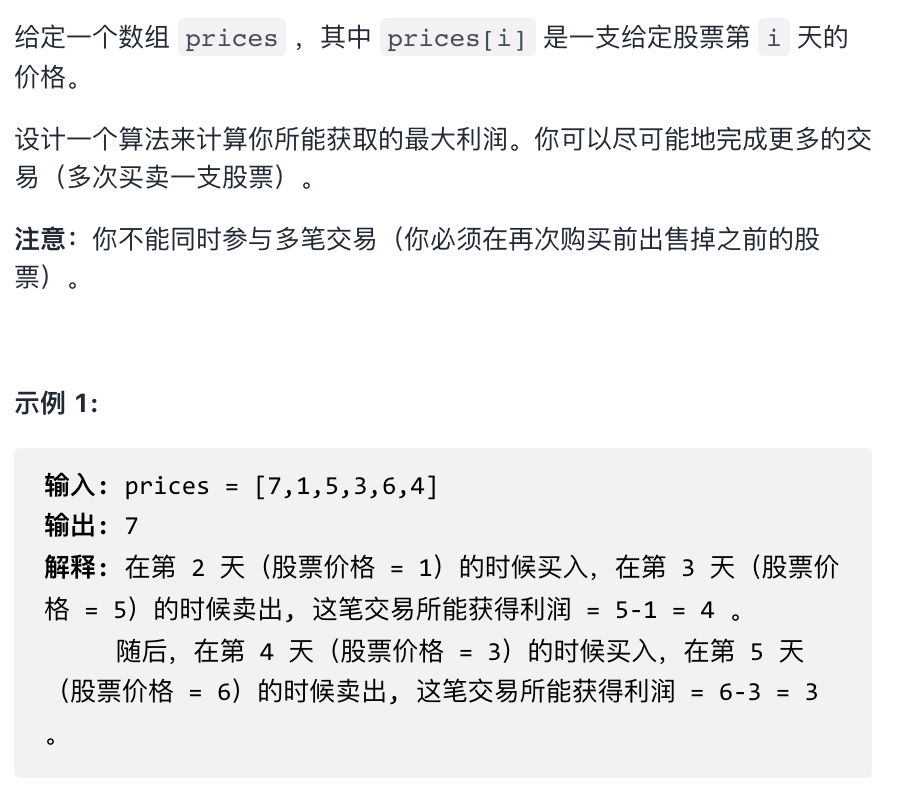 给定一个数组 prices ，其中 prices[i] 是一支给定股票第 i 天的
价格。
设计一个算法来计算你所能获取的最大利润。你可以尽可能地完成更多的交
易（多次买卖一支股票）。
注意：你不能同时参与多笔交易（你必须在再次购买前出售掉之前的股
票）。
示例 1:
输入: prices = [7,1,5,3,6,4]
输出: 7
解释: 在第 2 天（股票价格 = 1）的时候买入，在第 3 天（股票价
格 = 5）的时候卖出, 这笔交易所能获得利润 = 5-1 = 4 。
随后，在第 4 天（股票价格 = 3）的时候买入，在第 5 天
（股票价格 = 6）的时候卖出, 这笔交易所能获得利润 = 6-3 = 3
。